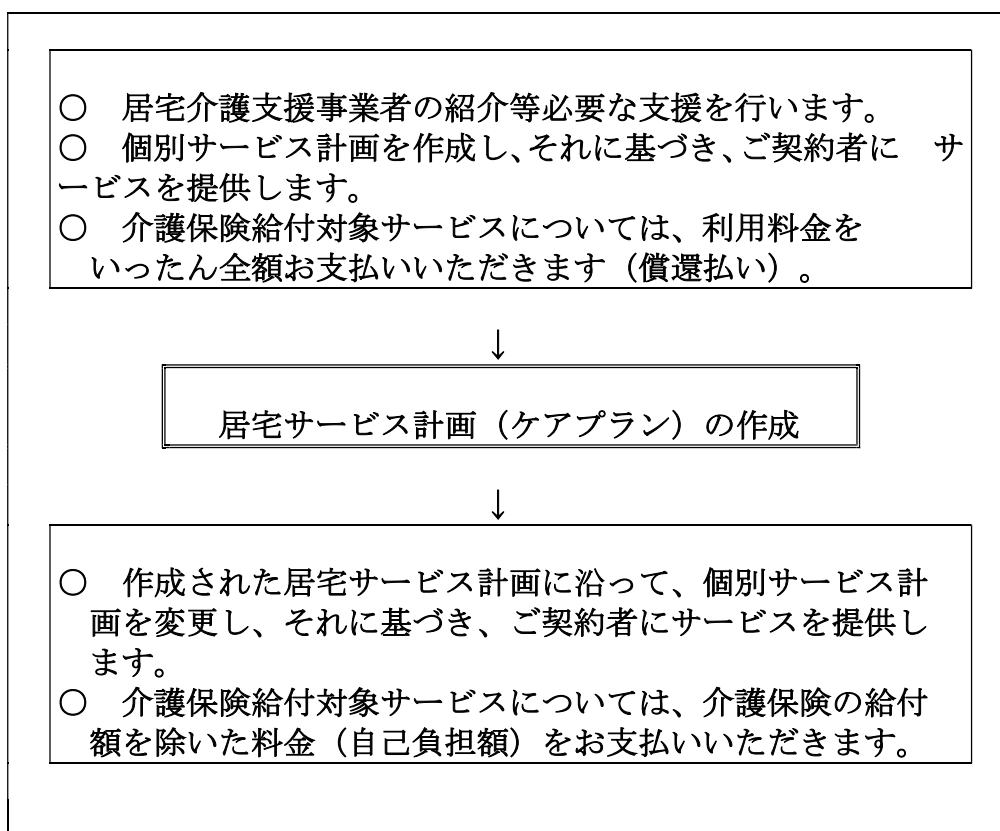 ○　居宅介護支援事業者の紹介等必要な支援を行います。
○　個別サービス計画を作成し、それに基づき、ご契約者に　サ
ービスを提供します。
○　介護保険給付対象サービスについては、利用料金を
いったん全額お支払いいただきます（償還払い）。
↓
居宅サービス計画（ケアプラン）の作成
↓
○　作成された居宅サービス計画に沿って、個別サービス計
画を変更し、それに基づき、ご契約者にサービスを提供し
ます。
○　介護保険給付対象サービスについては、介護保険の給付
額を除いた料金（自己負担額）をお支払いいただきます。